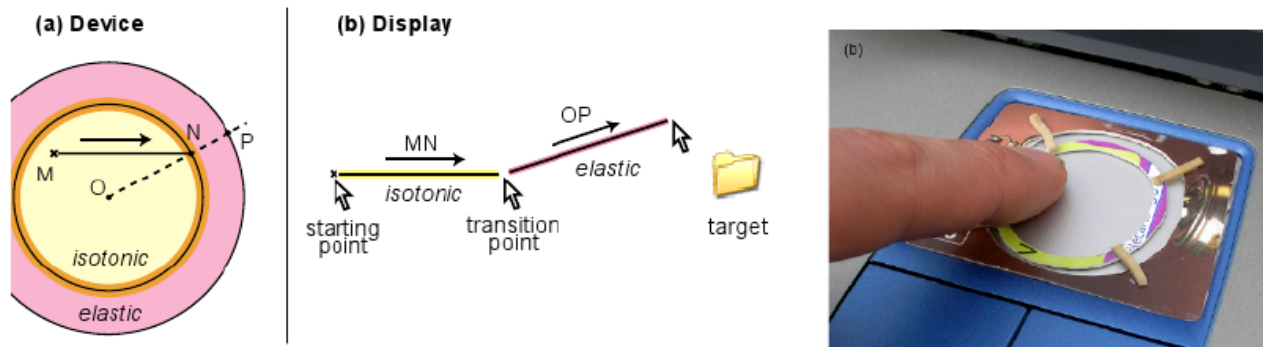 (a) Device
N
P
M
O
isotonic
elastic
(b) Display
OP
MN
elastic
isotonic
starting
point
transition
point
target
(b)